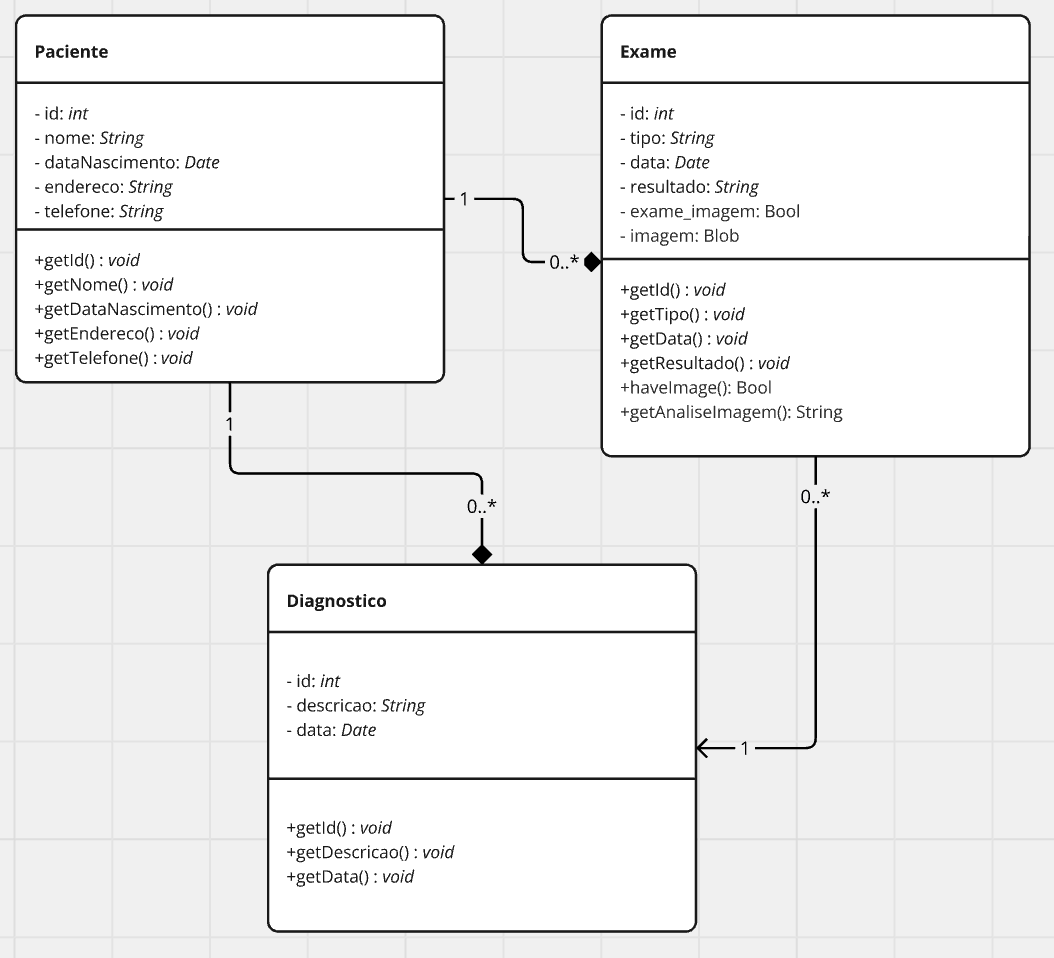 Paciente
- id: int
- nome: String
- dataNascimento: Date
- endereco: String
- telefone: String
+getId() : void
+getNome() : void
+getDataNascimento() : void
+getEndereco() : void
+getTelefone() : void
1
0..*
Exame
- id: int
- tipo: String
- data: Date
- resultado: String
- exame_imagem: Bool
- imagem: Blob
+getId() : void
+getTipo() : void
+getData() : void
+getResultado() : void
+haveImage(): Bool
+getAnaliseImagem(): String
1
0..*
0..*
1
Diagnostico
- id: int
- descricao: String
- data: Date
+getId() : void
+getDescricao() : void
+getData() : void